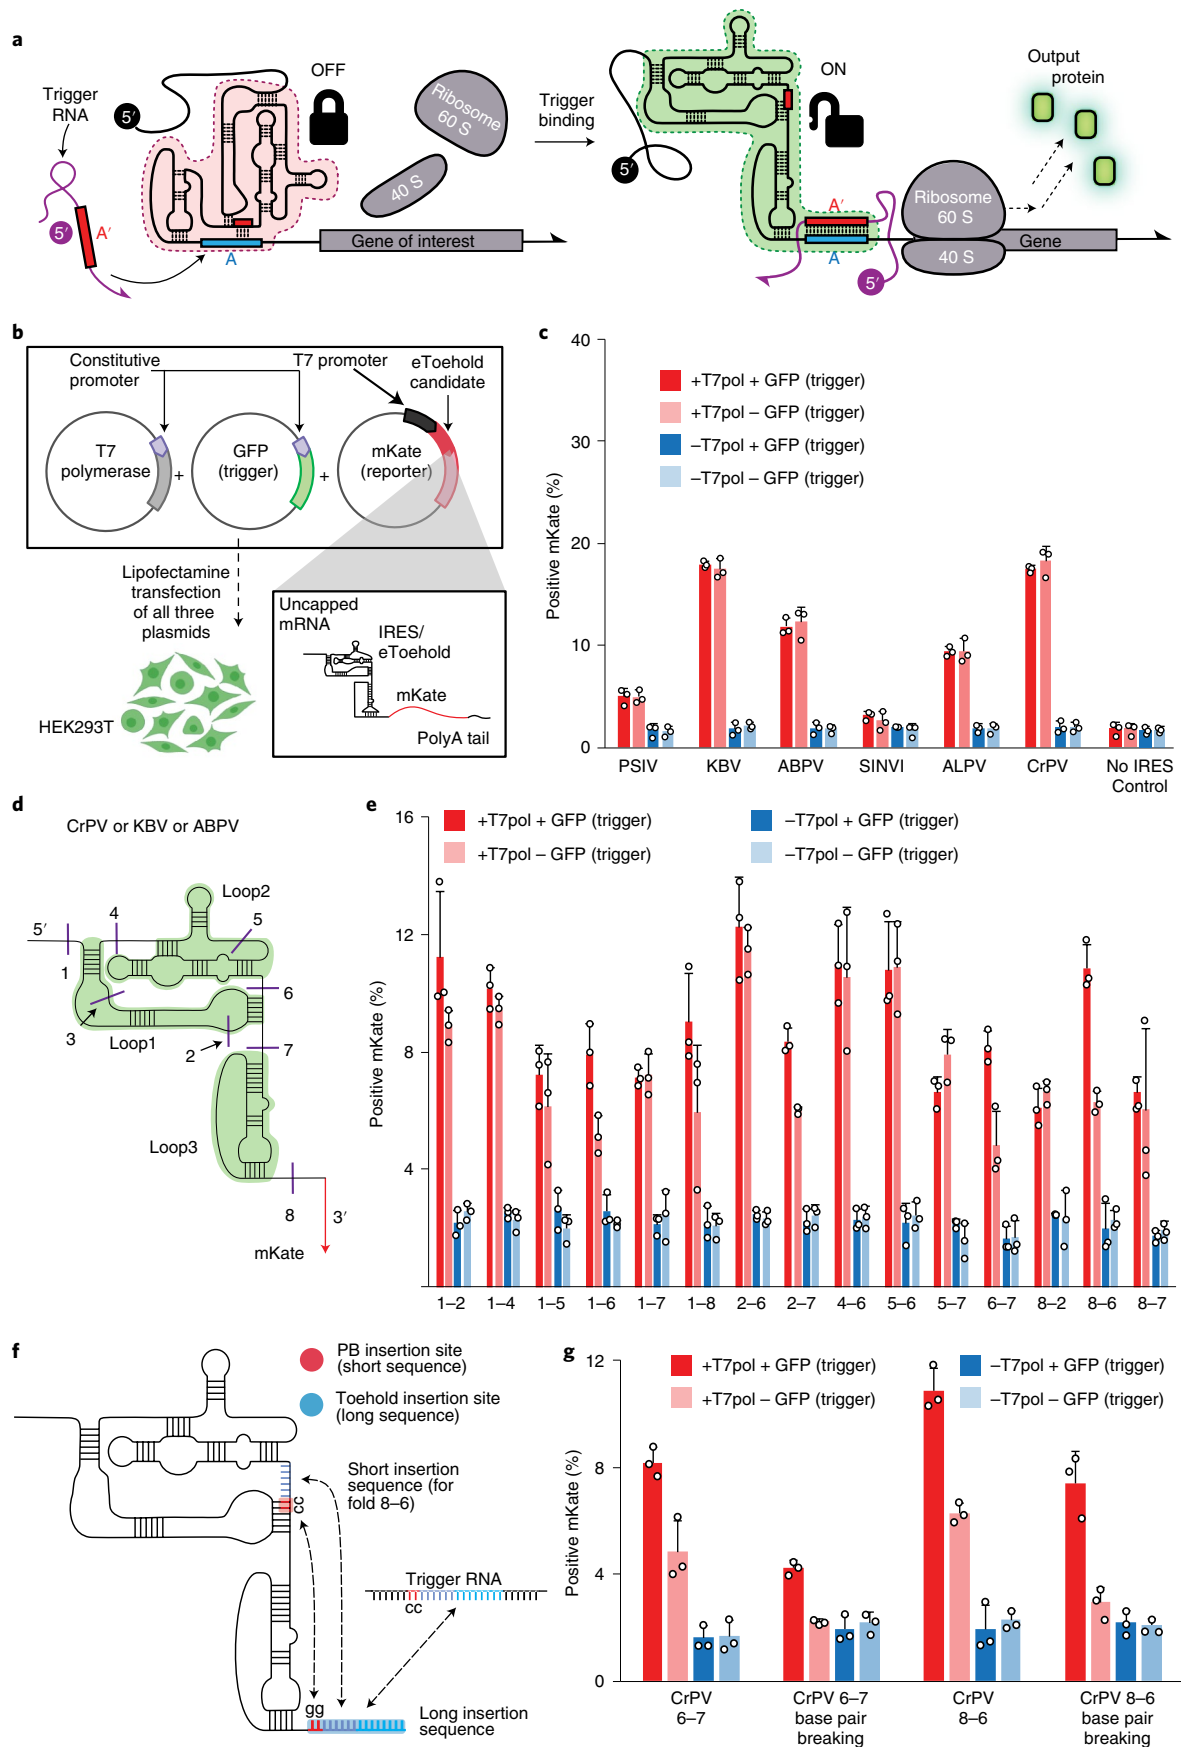 a
OFF
Trigger
RNA
5′
5′
A′
A
Ribosome
60 S
40 S
Gene of interest
Trigger
binding
ON
5′
A′
A
5′
Ribosome
60 S
40 S
Gene
Output
protein
b
Constitutive
promoter
T7 promoter
eToehold
candidate
T7
polymerase
+
GFP
(trigger)
+
mKate
(reporter)
Lipofectamine
transfection
of all three
plasmids
HEK293T
Uncapped
mRNA
IRES/
eToehold
mKate
PolyA tail
c
Positive mKate (%)
40
30
20
10
0
+T7pol + GFP (trigger)
+T7pol – GFP (trigger)
–T7pol + GFP (trigger)
–T7pol – GFP (trigger)
PSIV
KBV
ABPV
SINVI
ALPV
CrPV
No IRES
Control
d
CrPV or KBV or ABPV
5′
1
4
Loop2
5
3
Loop1
2
6
7
Loop3
8
3′
mKate
e
Positive mKate (%)
16
12
8
4
+T7pol + GFP (trigger)
+T7pol – GFP (trigger)
–T7pol + GFP (trigger)
–T7pol – GFP (trigger)
1–2
1–4
1–5
1–6
1–7
1–8
2–6
2–7
4–6
5–6
5–7
6–7
8–2
8–6
8–7
f
PB insertion site
(short sequence)
Toehold insertion site
(long sequence)
Short insertion
sequence (for
fold 8–6)
cc
Trigger RNA
cc
gg
Long insertion
sequence
g
Positive mKate (%)
12
8
4
0
+T7pol + GFP (trigger)
+T7pol – GFP (trigger)
–T7pol + GFP (trigger)
–T7pol – GFP (trigger)
CrPV
6–7
CrPV 6–7
base pair
breaking
CrPV
8–6
CrPV 8–6
base pair
breaking